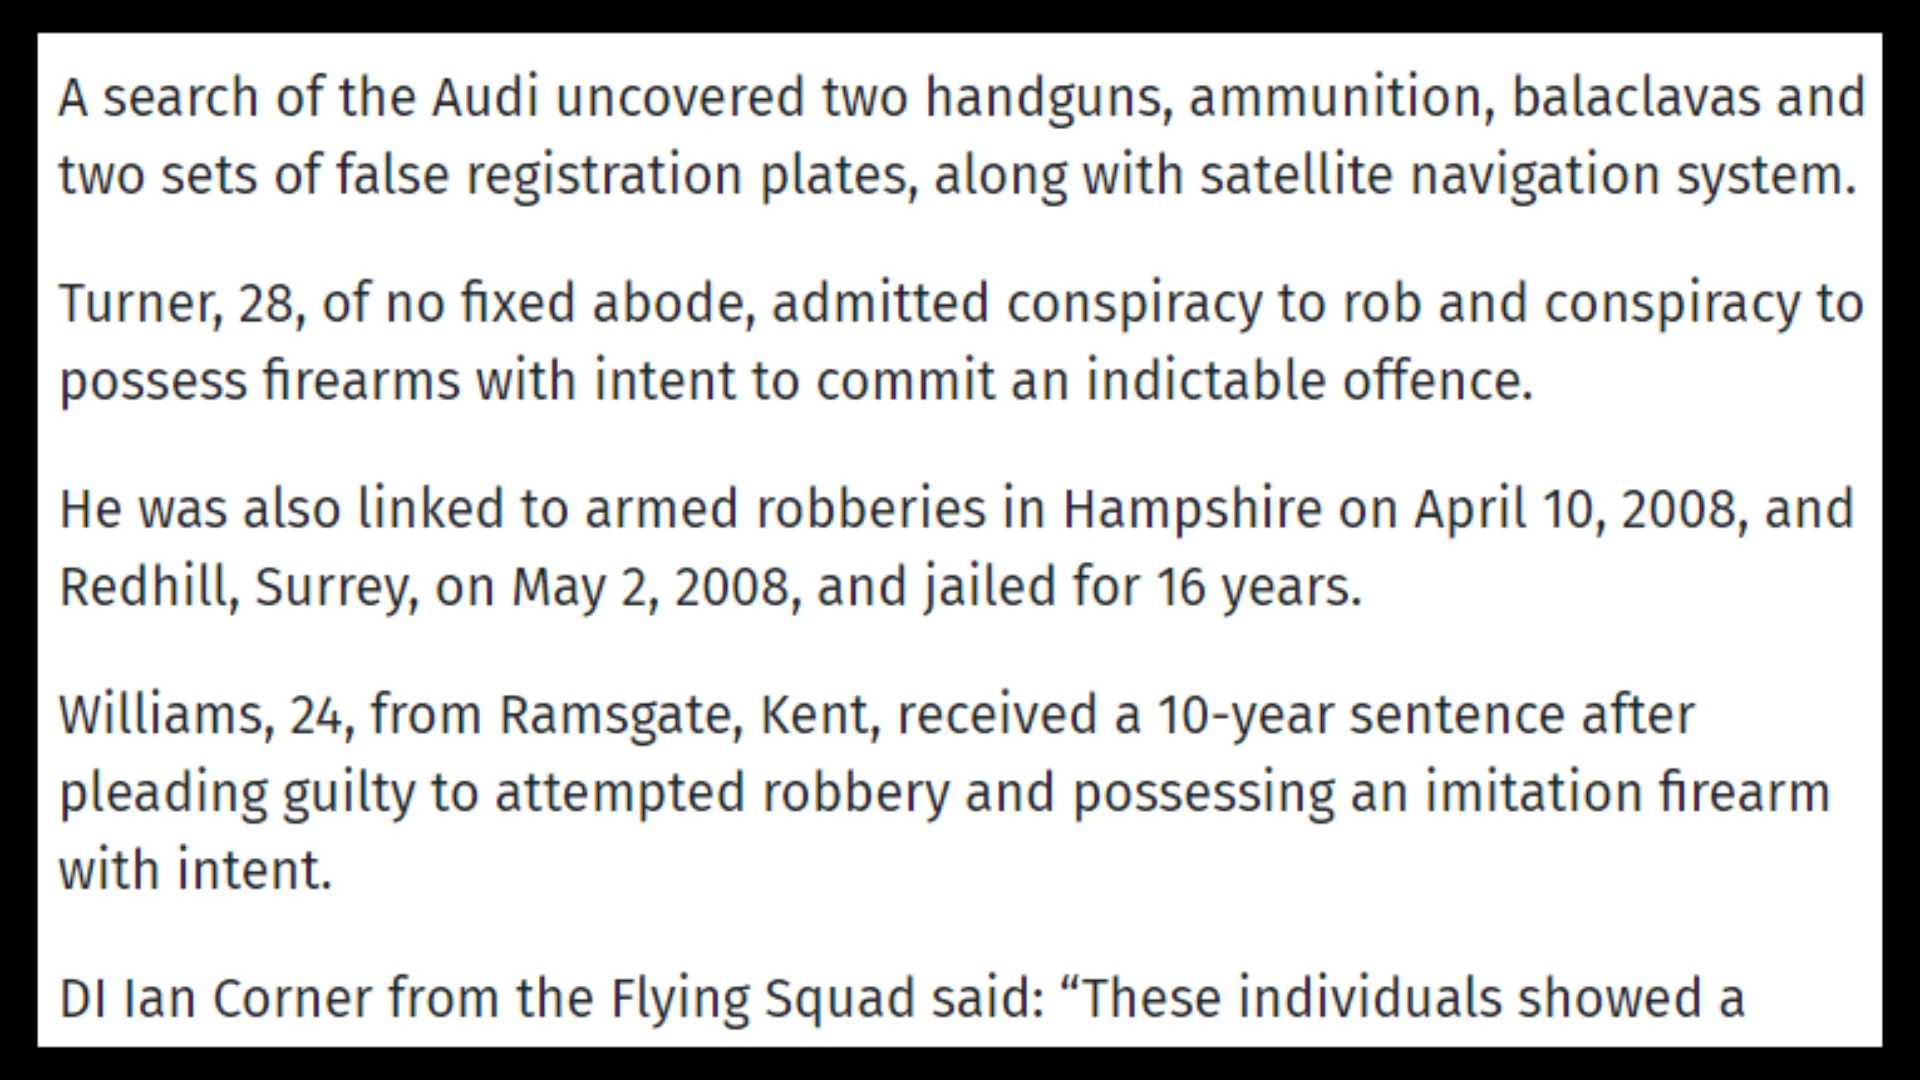 A search of the Audi uncovered two handguns, ammunition, balaclavas and
two sets of false registration plates, along with satellite navigation system.
Turner, 28, of no fixed abode, admitted conspiracy to rob and conspiracy to
possess firearms with intent to commit an indictable offence.
He was also linked to armed robberies in Hampshire on April 10, 2008, and
Redhill, Surrey, on May 2, 2008, and jailed for 16 years.
Williams, 24, from Ramsgate, Kent, received a 10-year sentence after
pleading guilty to attempted robbery and possessing an imitation firearm
with intent.
DI Ian Corner from the Flying Squad said: “These individuals showed a